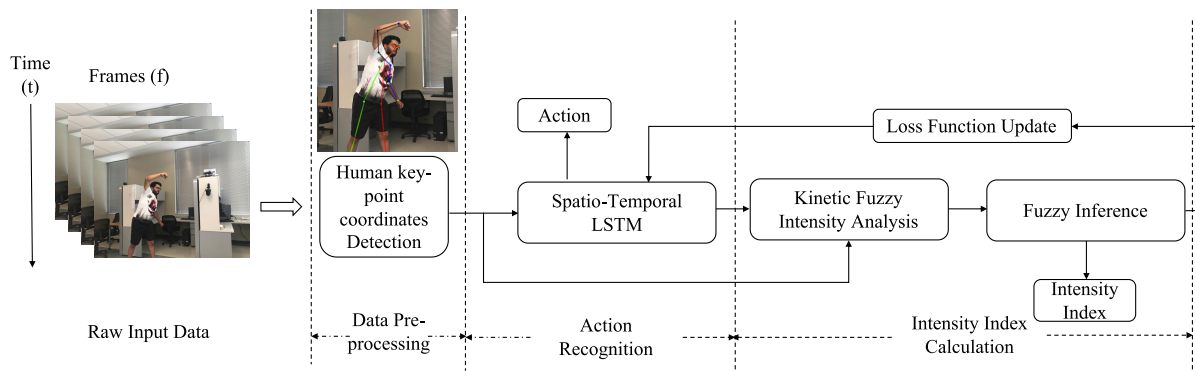 Time
(t)
Frames (f)
Raw Input Data
Human key-
point
coordinates
Detection
Data Pre-
processing
Action
Spatio-Temporal
LSTM
Action
Recognition
Loss Function Update
Kinetic Fuzzy
Intensity Analysis
Fuzzy Inference
Intensity
Index
Intensity Index
Calculation